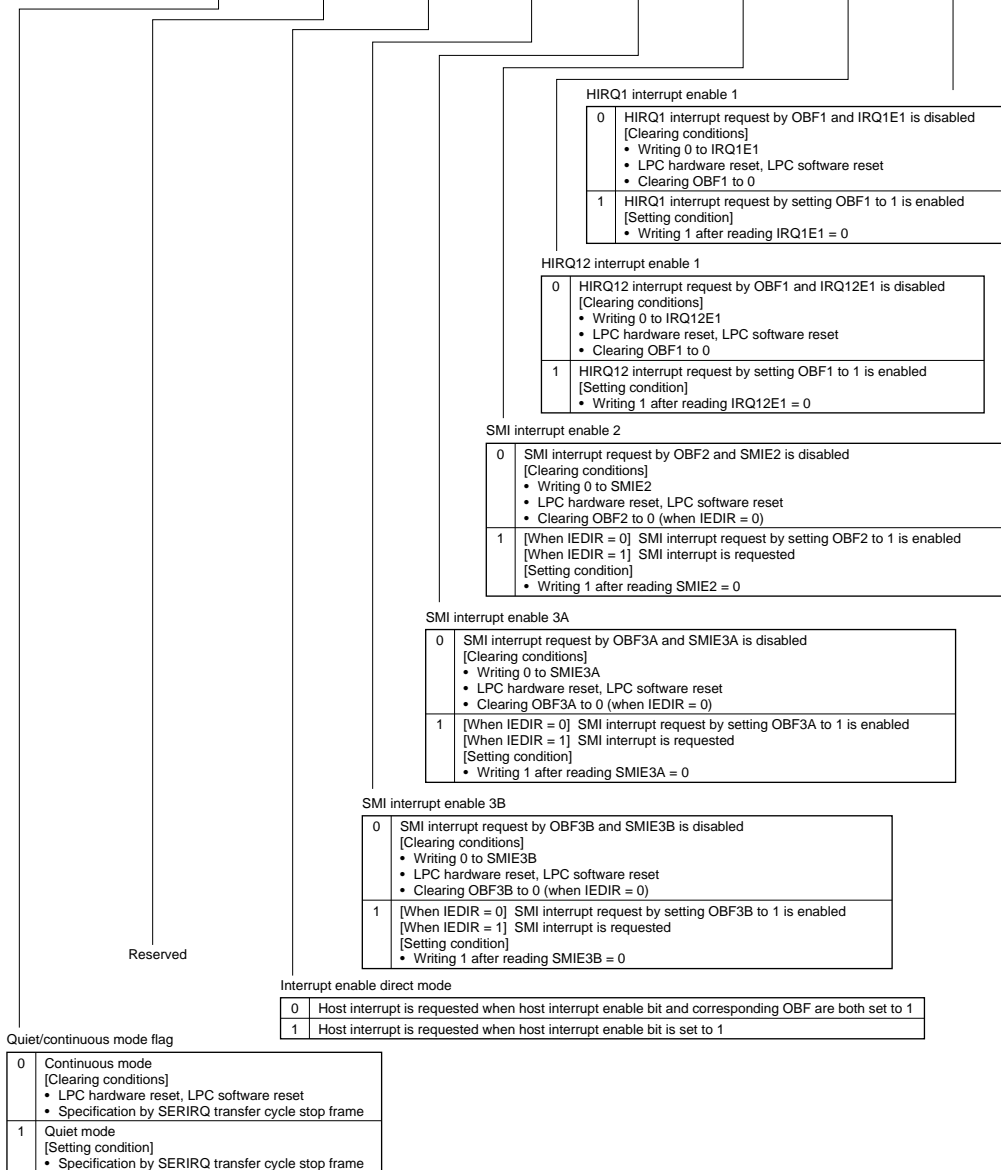 HIRQ1 interrupt enable 1
0 HIRQ1 interrupt request by OBF1 and IRQ1E1 is disabled
[Clearing conditions]
• Writing 0 to IRQ1E1
• LPC hardware reset, LPC software reset
• Clearing OBF1 to 0
1 HIRQ1 interrupt request by setting OBF1 to 1 is enabled
[Setting condition]
• Writing 1 after reading IRQ1E1 = 0
HIRQ12 interrupt enable 1
0 HIRQ12 interrupt request by OBF1 and IRQ12E1 is disabled
[Clearing conditions]
• Writing 0 to IRQ12E1
• LPC hardware reset, LPC software reset
• Clearing OBF1 to 0
1 HIRQ12 interrupt request by setting OBF1 to 1 is enabled
[Setting condition]
• Writing 1 after reading IRQ12E1 = 0
SMI interrupt enable 2
0 SMI interrupt request by OBF2 and SMIE2 is disabled
[Clearing conditions]
• Writing 0 to SMIE2
• LPC hardware reset, LPC software reset
• Clearing OBF2 to 0 (when IEDIR = 0)
1 [When IEDIR = 0] SMI interrupt request by setting OBF2 to 1 is enabled
[When IEDIR = 1] SMI interrupt is requested
[Setting condition]
• Writing 1 after reading SMIE2 = 0
SMI interrupt enable 3A
0 SMI interrupt request by OBF3A and SMIE3A is disabled
[Clearing conditions]
• Writing 0 to SMIE3A
• LPC hardware reset, LPC software reset
• Clearing OBF3A to 0 (when IEDIR = 0)
1 [When IEDIR = 0] SMI interrupt request by setting OBF3A to 1 is enabled
[When IEDIR = 1] SMI interrupt is requested
[Setting condition]
• Writing 1 after reading SMIE3A = 0
SMI interrupt enable 3B
0 SMI interrupt request by OBF3B and SMIE3B is disabled
[Clearing conditions]
• Writing 0 to SMIE3B
• LPC hardware reset, LPC software reset
• Clearing OBF3B to 0 (when IEDIR = 0)
1 [When IEDIR = 0] SMI interrupt request by setting OBF3B to 1 is enabled
[When IEDIR = 1] SMI interrupt is requested
[Setting condition]
• Writing 1 after reading SMIE3B = 0
Reserved
Interrupt enable direct mode
0 Host interrupt is requested when host interrupt enable bit and corresponding OBF are both set to 1
1 Host interrupt is requested when host interrupt enable bit is set to 1
Quiet/continuous mode flag
0 Continuous mode
[Clearing conditions]
• LPC hardware reset, LPC software reset
• Specification by SERIRQ transfer cycle stop frame
1 Quiet mode
[Setting condition]
• Specification by SERIRQ transfer cycle stop frame